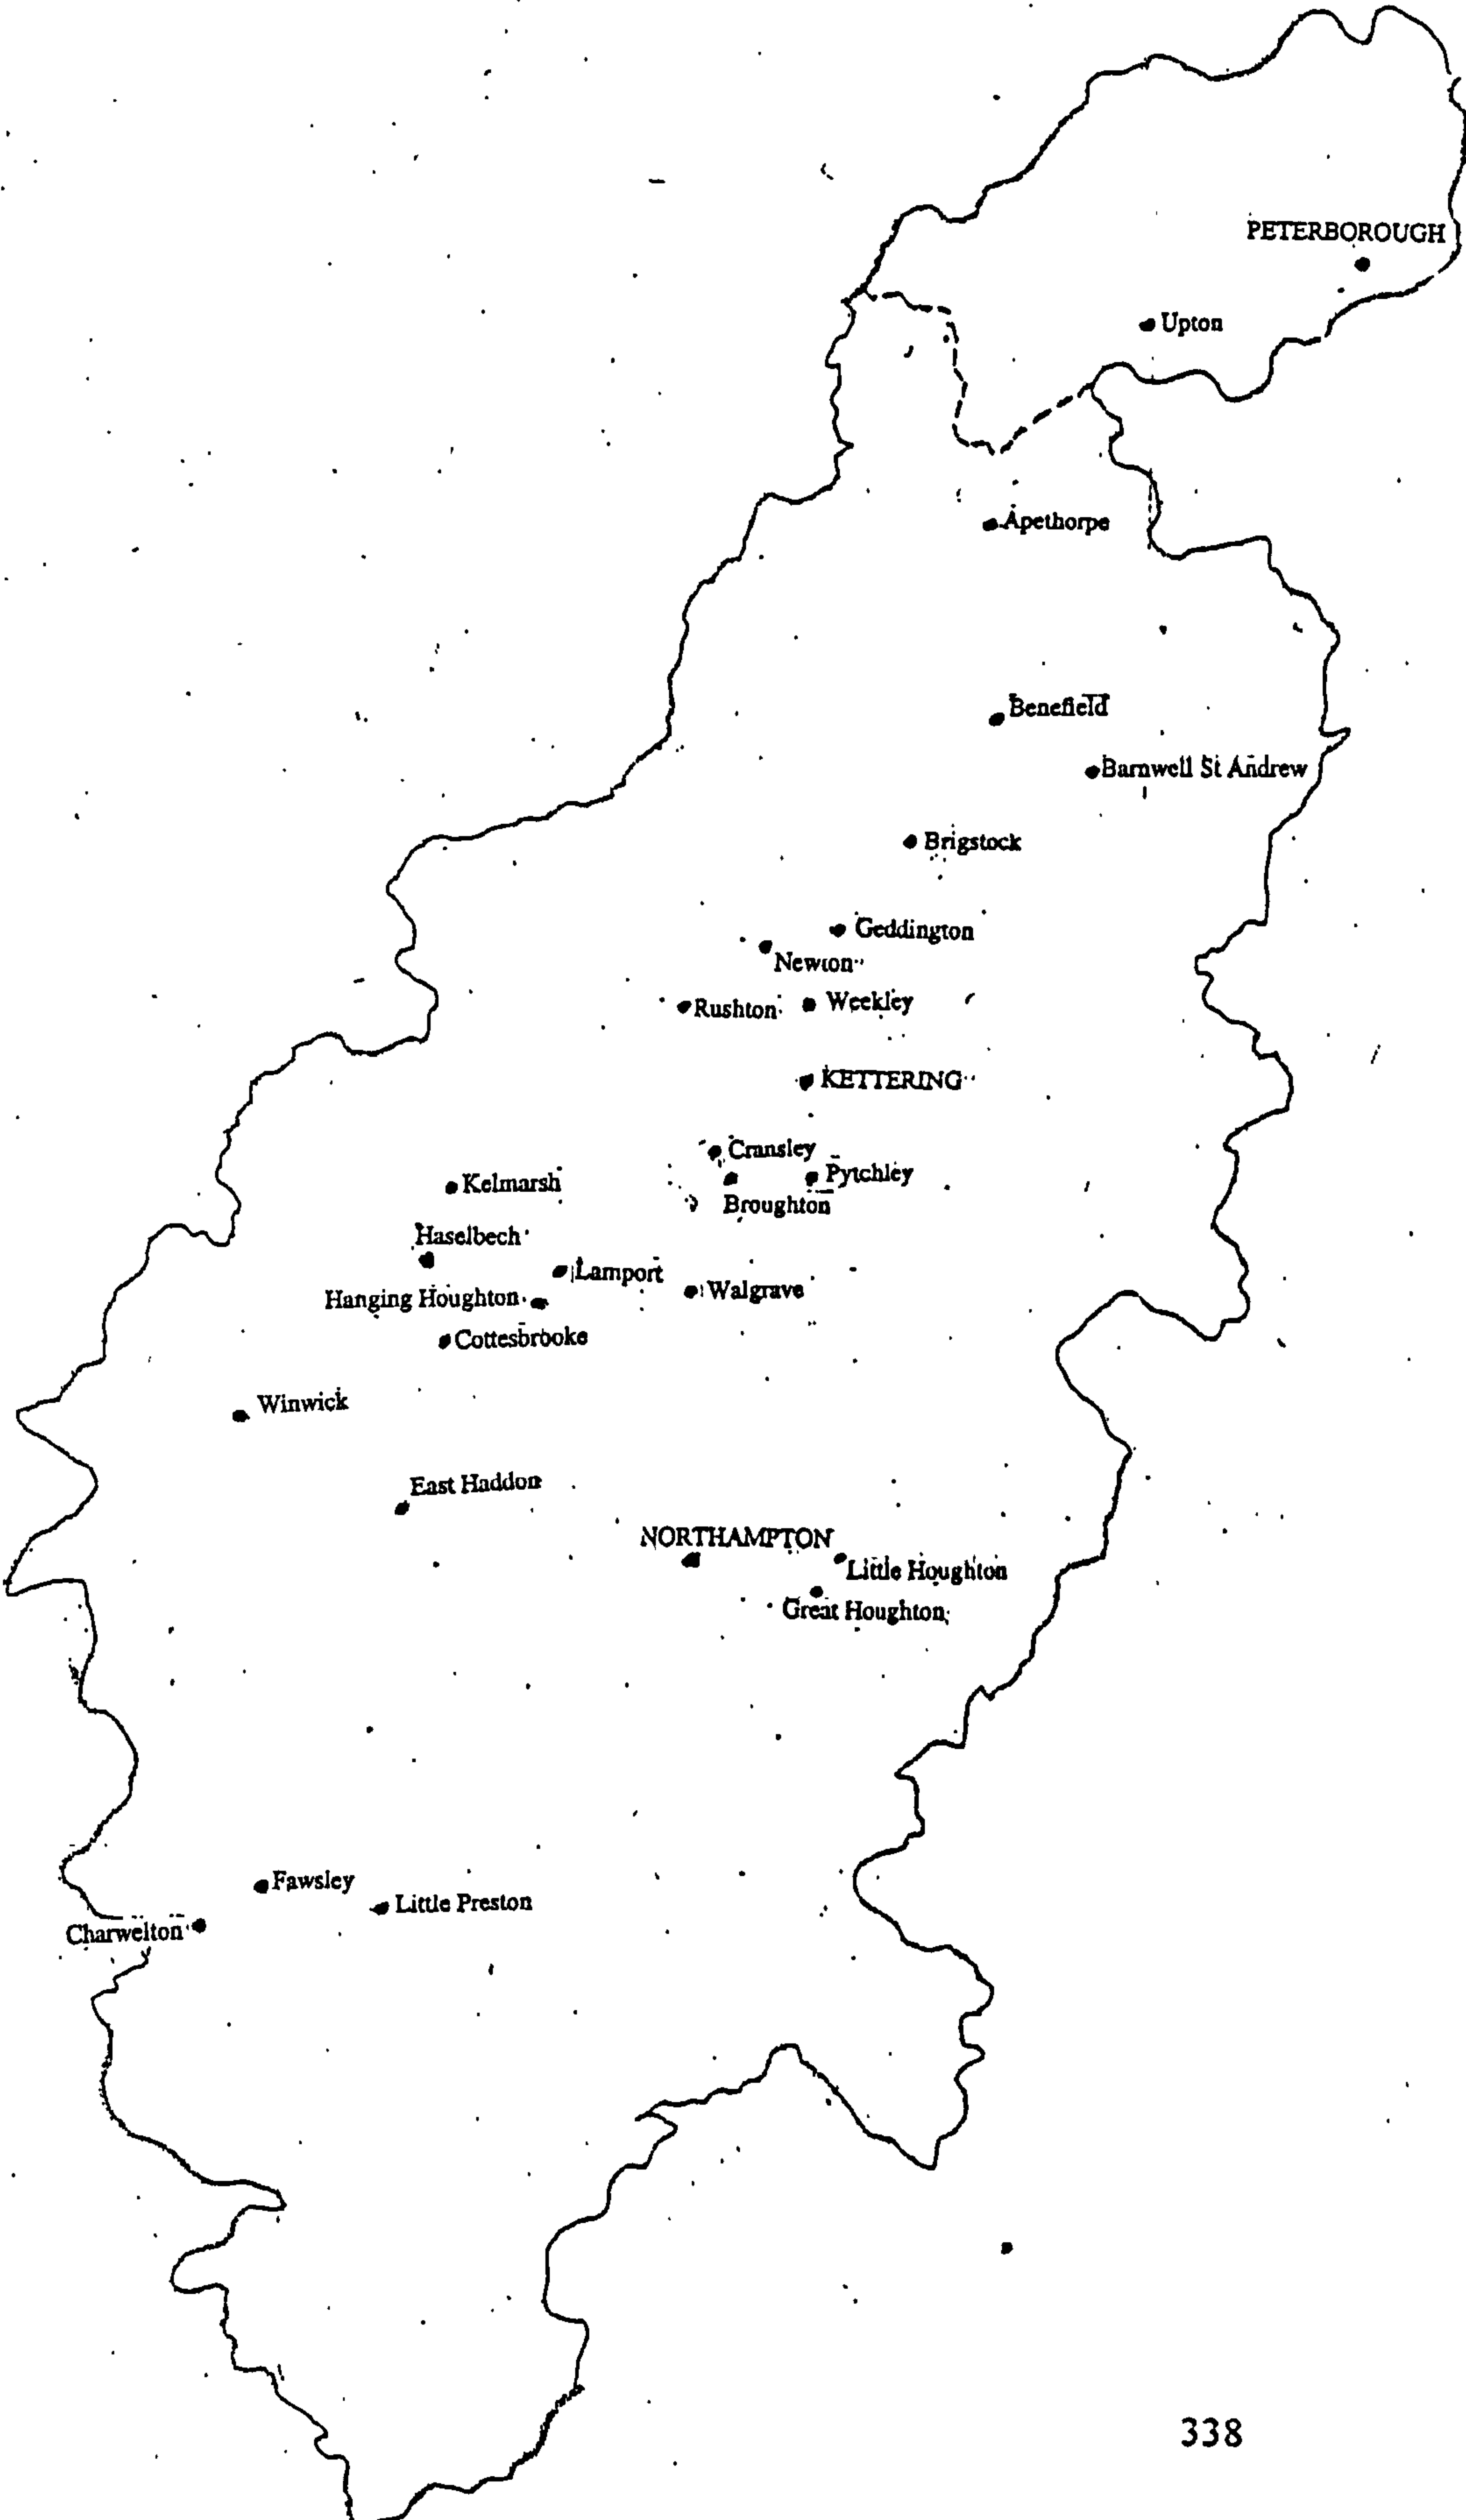 PETERBOROUGH
Upton
Apethorpe
Benefield
Barnwell St Andrew
Brigstock
Geddington
Newton
Rushton
Weekley
KETTERING
Cransley
Pytchley
Kelmarsh
Broughton
Haselbech
Lamport
Walgrave
Hanging Houghton
Cottesbrooke
Winwick
East Haddon
NORTHAMPTON
Little Houghton
Great Houghton
Fawsley
Little Preston
Charwelton
338